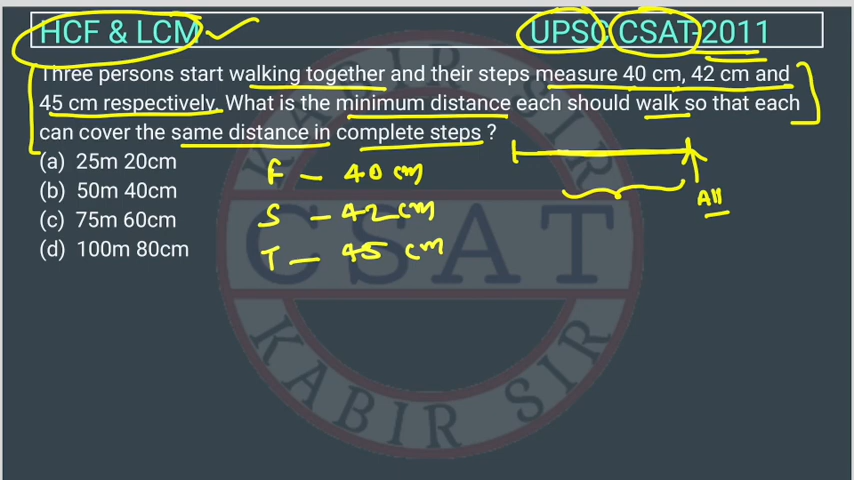 HCF & LCM
UPSC CSAT-2011
Three persons start walking together and their steps measure 40 cm, 42 cm and
45 cm respectively. What is the minimum distance each should walk so that each
can cover the same distance in complete steps ?
(a) 25m 20cm
(b) 50m 40cm
(c) 75m 60cm
(d) 100m 80cm
F - 40 cm
S - 42 cm
T - 45 cm
All
KABIR SIR
CSAT
KABIR SIR